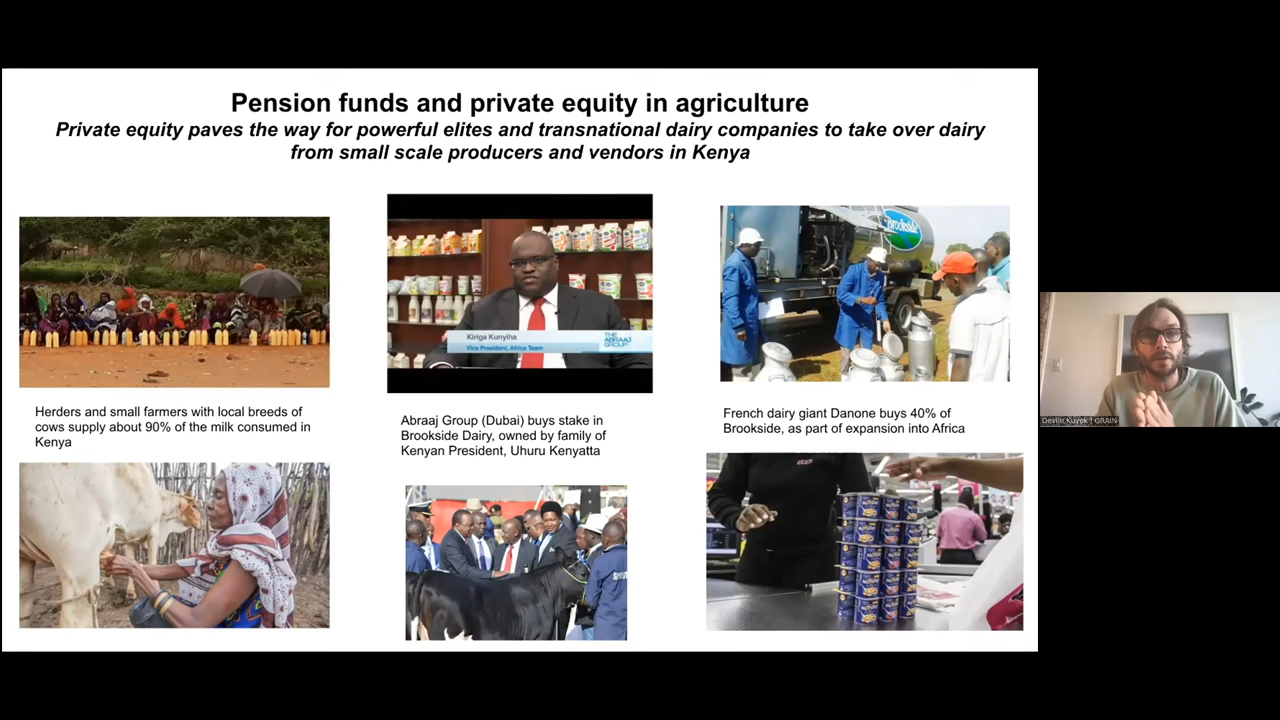 Pension funds and private equity in agriculture
Private equity paves the way for powerful elites and transnational dairy companies to take over dairy
from small scale producers and vendors in Kenya
Kiriga Kunyiha
Vice President, Africa Team
THE
ABRAAJ
GROUP
Brookside
Herders and small farmers with local breeds of
cows supply about 90% of the milk consumed in
Kenya
Abraaj Group (Dubai) buys stake in
Brookside Dairy, owned by family of
Kenyan President, Uhuru Kenyatta
French dairy giant Danone buys 40% of
Brookside, as part of expansion into Africa
Devlin Kuyek | GRAIN